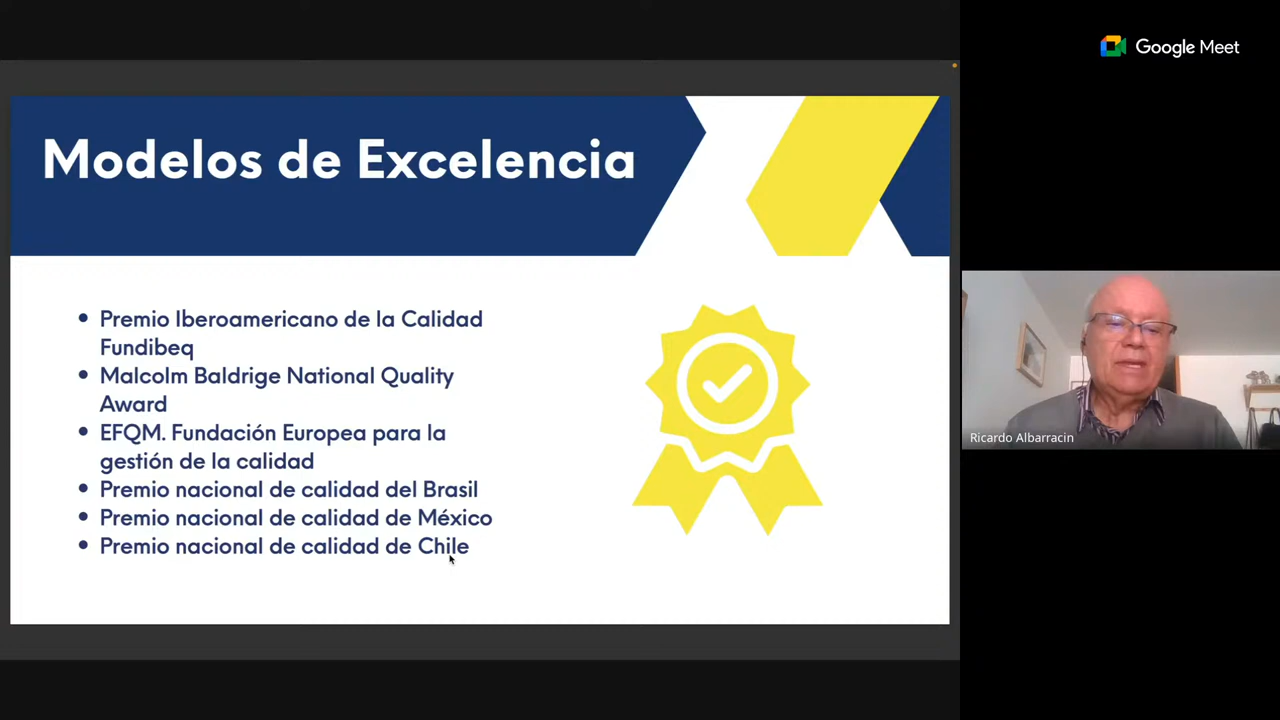 Google Meet
Modelos de Excelencia
Premio Iberoamericano de la Calidad
Fundibeq
Malcolm Baldrige National Quality
Award
EFQM. Fundación Europea para la
gestión de la calidad
Premio nacional de calidad del Brasil
Premio nacional de calidad de México
Premio nacional de calidad de Chile
Ricardo Albarracin